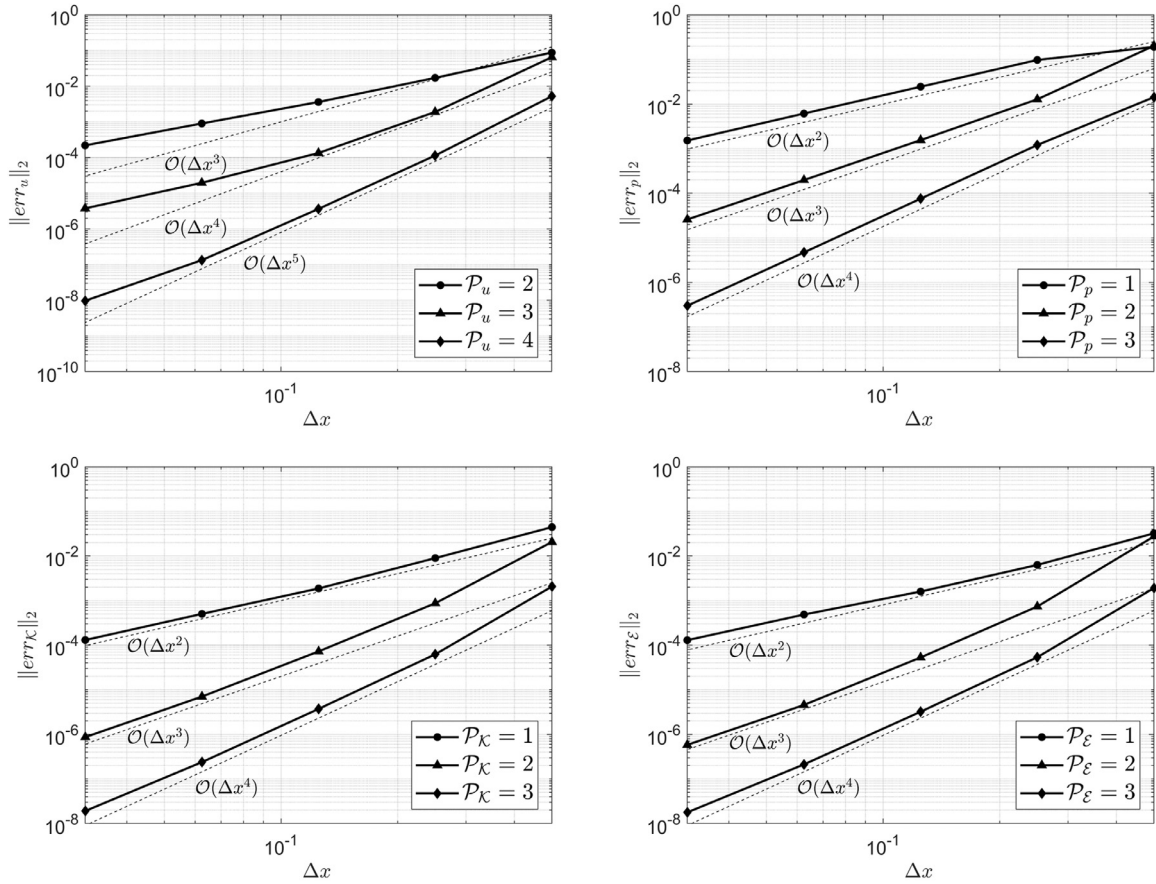 10^0
10^-2
10^-4
10^-6
10^-8
10^-10
‖err_u‖_2
O(Δx^3)
O(Δx^4)
O(Δx^5)
P_u = 2
P_u = 3
P_u = 4
10^-1
Δx
10^0
10^-2
10^-4
10^-6
10^-8
‖err_p‖_2
O(Δx^2)
O(Δx^3)
O(Δx^4)
P_p = 1
P_p = 2
P_p = 3
10^-1
Δx
10^0
10^-2
10^-4
10^-6
10^-8
‖err_K‖_2
O(Δx^2)
O(Δx^3)
O(Δx^4)
P_K = 1
P_K = 2
P_K = 3
10^-1
Δx
10^0
10^-2
10^-4
10^-6
10^-8
‖err_ℰ‖_2
O(Δx^2)
O(Δx^3)
O(Δx^4)
P_ℰ = 1
P_ℰ = 2
P_ℰ = 3
10^-1
Δx